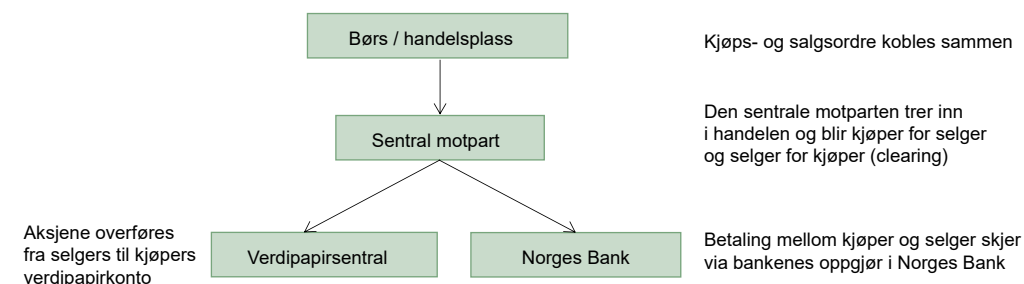 Børs / handelsplass
Kjøps- og salgsordre kobles sammen
Sentral motpart
Den sentrale motparten trer inn
i handelen og blir kjøper for selger
og selger for kjøper (clearing)
Aksjene overføres
fra selgers til kjøpers
verdipapirkonto
Verdipapirsentral
Norges Bank
Betaling mellom kjøper og selger skjer
via bankenes oppgjør i Norges Bank